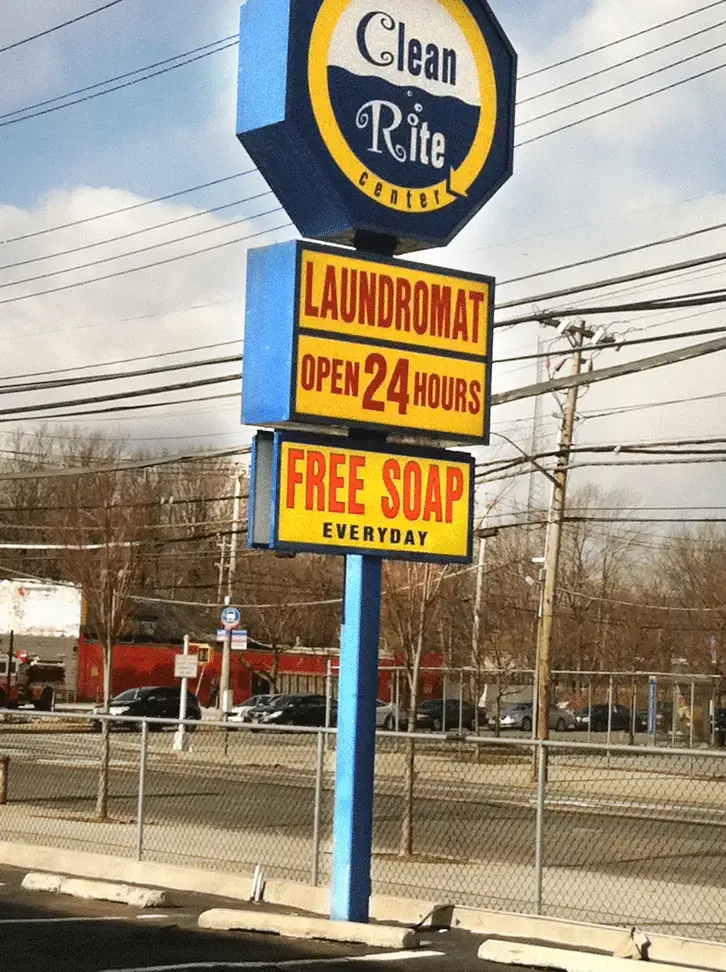 Clean
Rite
center
LAUNDROMAT
OPEN 24 HOURS
FREE SOAP
EVERYDAY